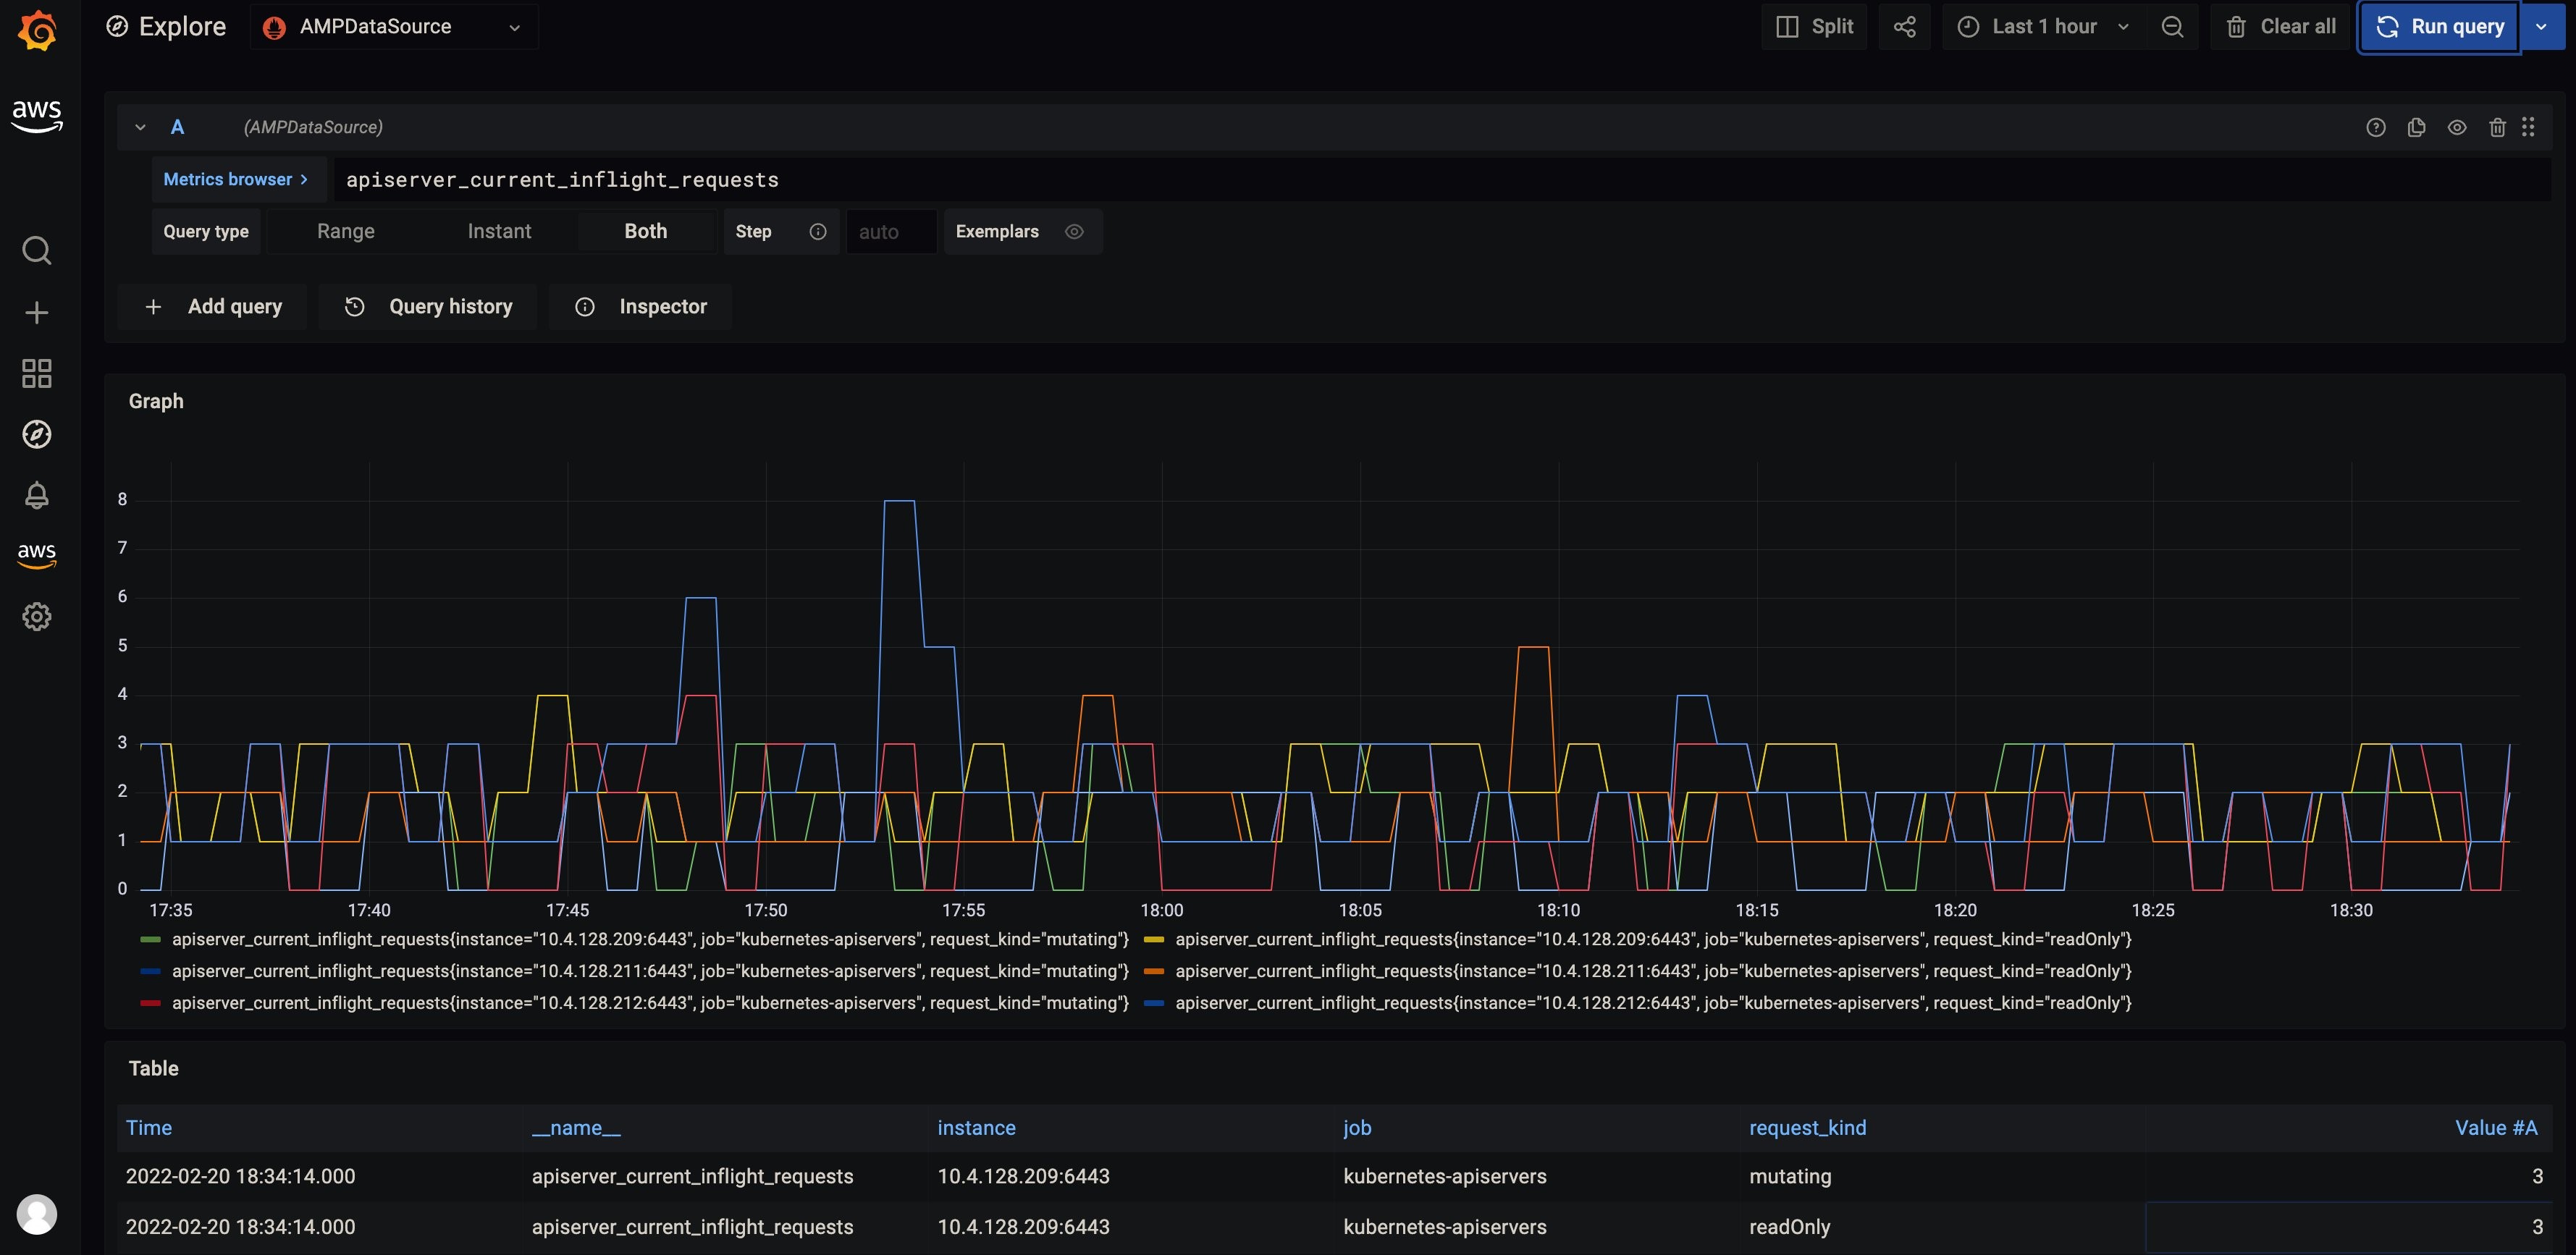 Explore AMPDataSource Split Last 1 hour Clear all Run query
aws
A (AMPDataSource)
Metrics browser > apiserver_current_inflight_requests
Query type Range Instant Both Step auto Exemplars
+ Add query Query history Inspector
Graph
8
7
6
5
4
3
2
1
0
17:35 17:40 17:45 17:50 17:55 18:00 18:05 18:10 18:15 18:20 18:25 18:30
aws
apiserver_current_inflight_requests{instance="10.4.128.209:6443", job="kubernetes-apiservers", request_kind="mutating"} apiserver_current_inflight_requests{instance="10.4.128.209:6443", job="kubernetes-apiservers", request_kind="readOnly"}
apiserver_current_inflight_requests{instance="10.4.128.211:6443", job="kubernetes-apiservers", request_kind="mutating"} apiserver_current_inflight_requests{instance="10.4.128.211:6443", job="kubernetes-apiservers", request_kind="readOnly"}
apiserver_current_inflight_requests{instance="10.4.128.212:6443", job="kubernetes-apiservers", request_kind="mutating"} apiserver_current_inflight_requests{instance="10.4.128.212:6443", job="kubernetes-apiservers", request_kind="readOnly"}
Table
Time __name__ instance job request_kind Value #A
2022-02-20 18:34:14.000 apiserver_current_inflight_requests 10.4.128.209:6443 kubernetes-apiservers mutating 3
2022-02-20 18:34:14.000 apiserver_current_inflight_requests 10.4.128.209:6443 kubernetes-apiservers readOnly 3